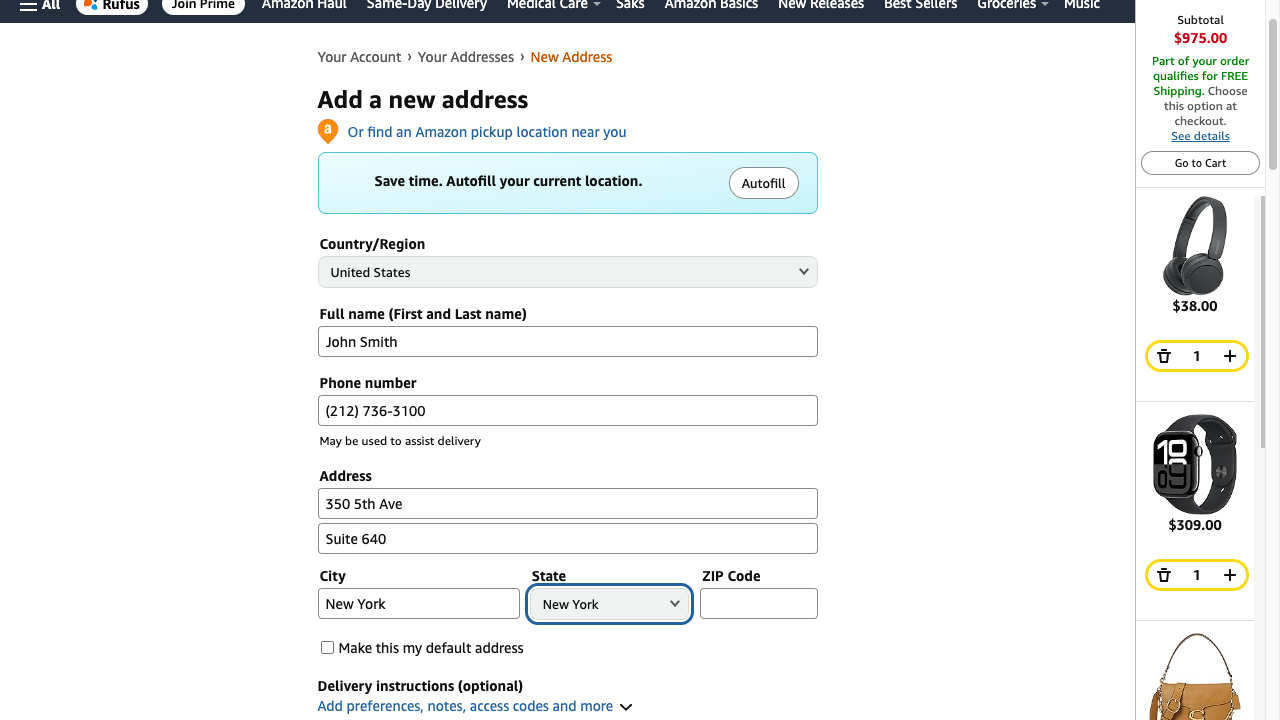 All
Rufus
Join Prime
Amazon Haul
Same-Day Delivery
Medical Care
Saks
Amazon Basics
New Releases
Best Sellers
Groceries
Music
Your Account › Your Addresses › New Address
Add a new address
a
Or find an Amazon pickup location near you
Save time. Autofill your current location.
Autofill
Country/Region
United States
Full name (First and Last name)
John Smith
Phone number
(212) 736-3100
May be used to assist delivery
Address
350 5th Ave
Suite 640
City
State
ZIP Code
New York
New York
Make this my default address
Delivery instructions (optional)
Add preferences, notes, access codes and more
Subtotal
$975.00
Part of your order
qualifies for FREE
Shipping. Choose
this option at
checkout.
See details
Go to Cart
$38.00
1
10
09
$309.00
1